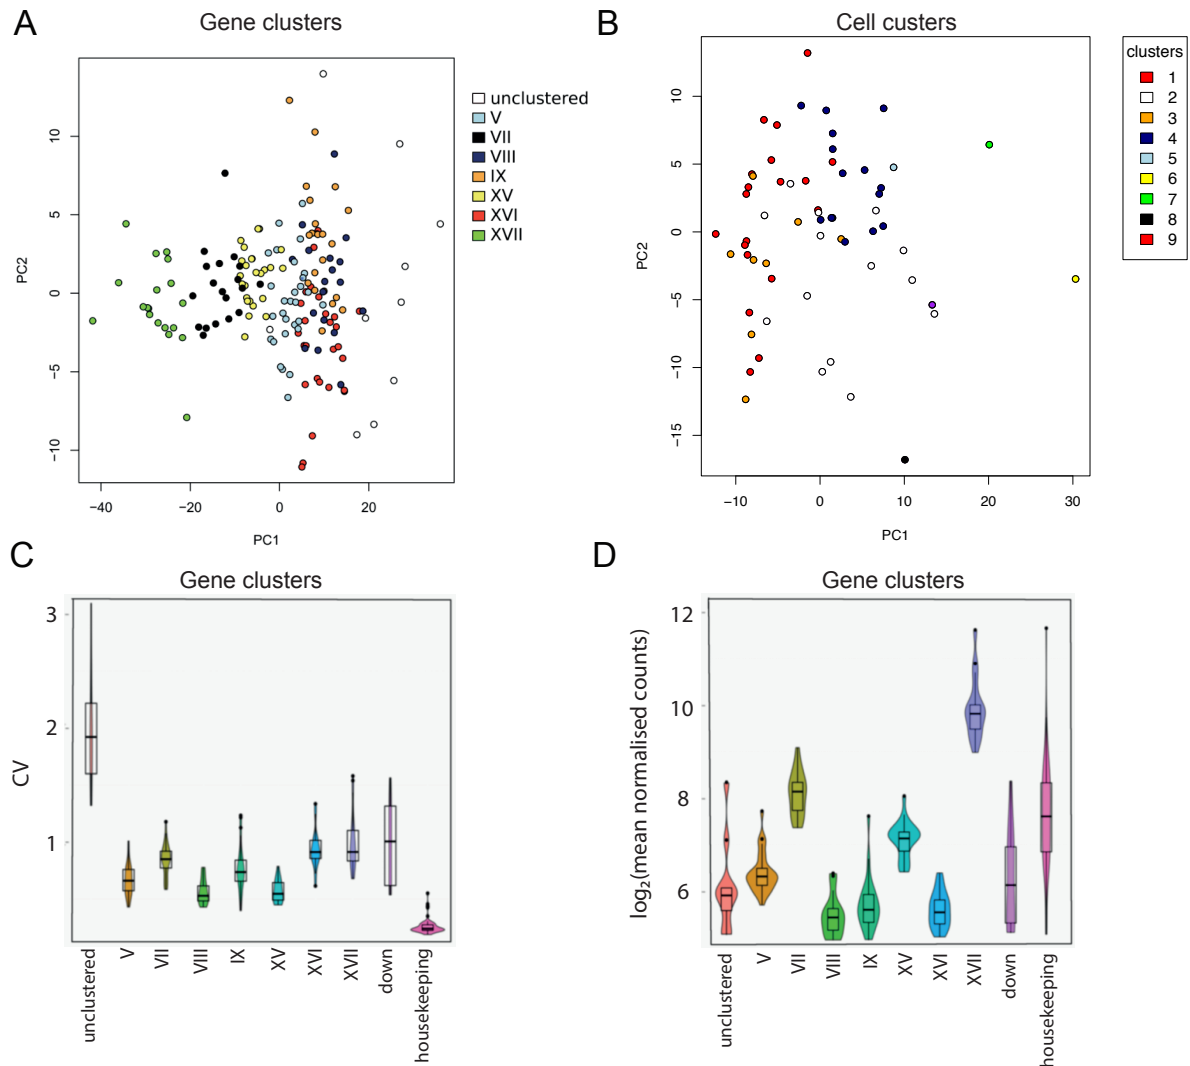 A
Gene clusters
10
5
0
−5
−10
PC2
−40
−20
0
20
PC1
unclustered
V
VII
VIII
IX
XV
XVI
XVII
B
Cell custers
10
5
0
−5
−10
−15
PC2
−10
0
10
20
30
PC1
clusters
1
2
3
4
5
6
7
8
9
C
Gene clusters
3
2
1
CV
unclustered
V
VII
VIII
IX
XV
XVI
XVII
down
housekeeping
D
Gene clusters
12
10
8
6
log₂(mean normalised counts)
unclustered
V
VII
VIII
IX
XV
XVI
XVII
down
housekeeping